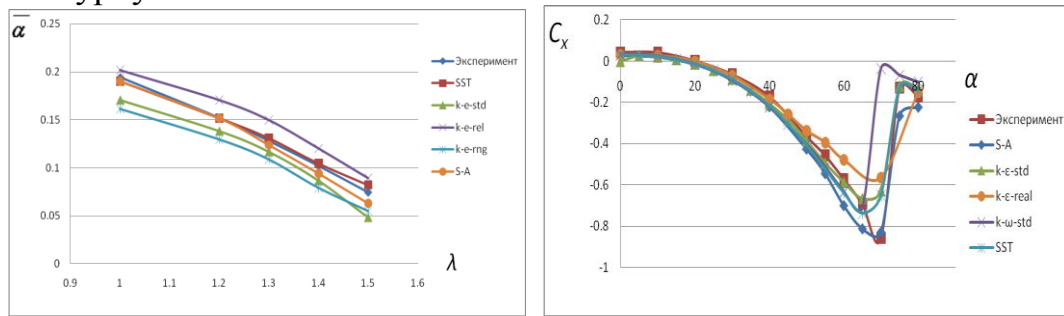 ᾱ
0.25
0.2
0.15
0.1
0.05
0
0.9
1
1.1
1.2
1.3
1.4
1.5
1.6
λ
Эксперимент
SST
k-e-std
k-e-rel
k-e-rng
S-A
Cx
0.2
0
-0.2
-0.4
-0.6
-0.8
-1
0
20
40
60
80
α
Эксперимент
S-A
k-ε-std
k-ε-real
k-ω-std
SST